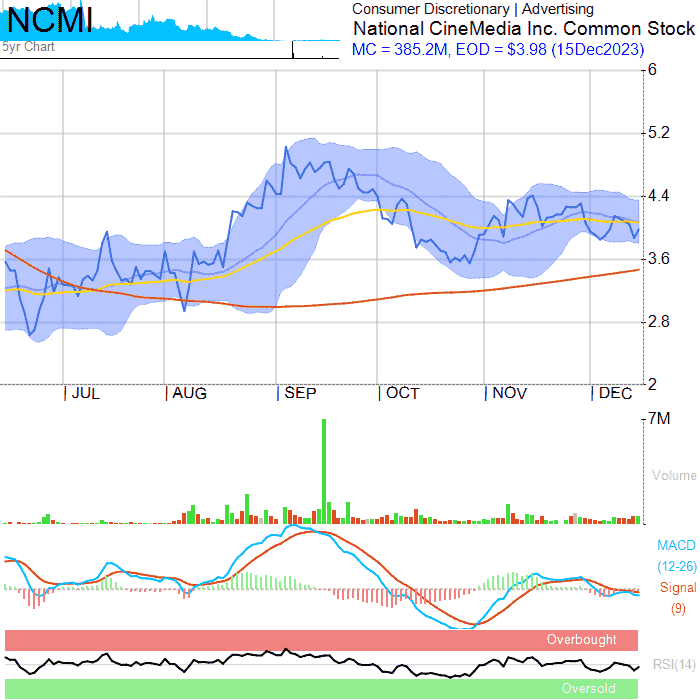 NCMI
5yr Chart
Consumer Discretionary | Advertising
National CineMedia Inc. Common Stock
MC = 385.2M, EOD = $3.98 (15Dec2023)
6
5.2
4.4
3.6
2.8
2
JUL AUG SEP OCT NOV DEC
7M
Volume
MACD
(12-26)
Signal
(9)
Overbought
RSI(14)
Oversold